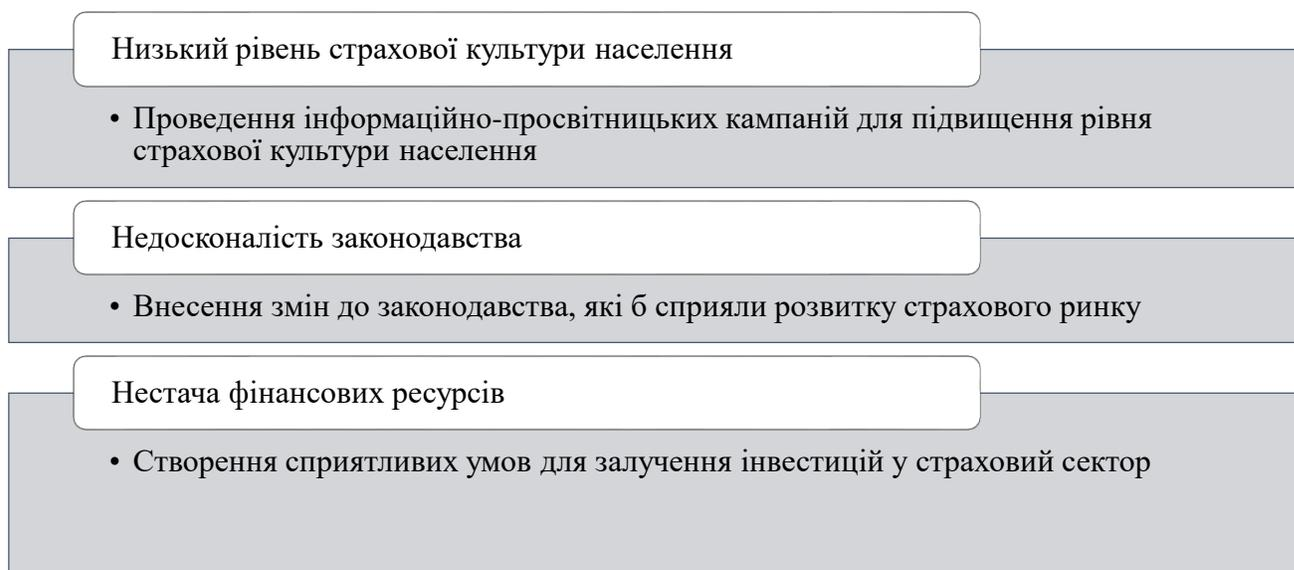 Низький рівень страхової культури населення
• Проведення інформаційно-просвітницьких кампаній для підвищення рівня
страхової культури населення
Недосконалість законодавства
• Внесення змін до законодавства, які б сприяли розвитку страхового ринку
Нестача фінансових ресурсів
• Створення сприятливих умов для залучення інвестицій у страховий сектор